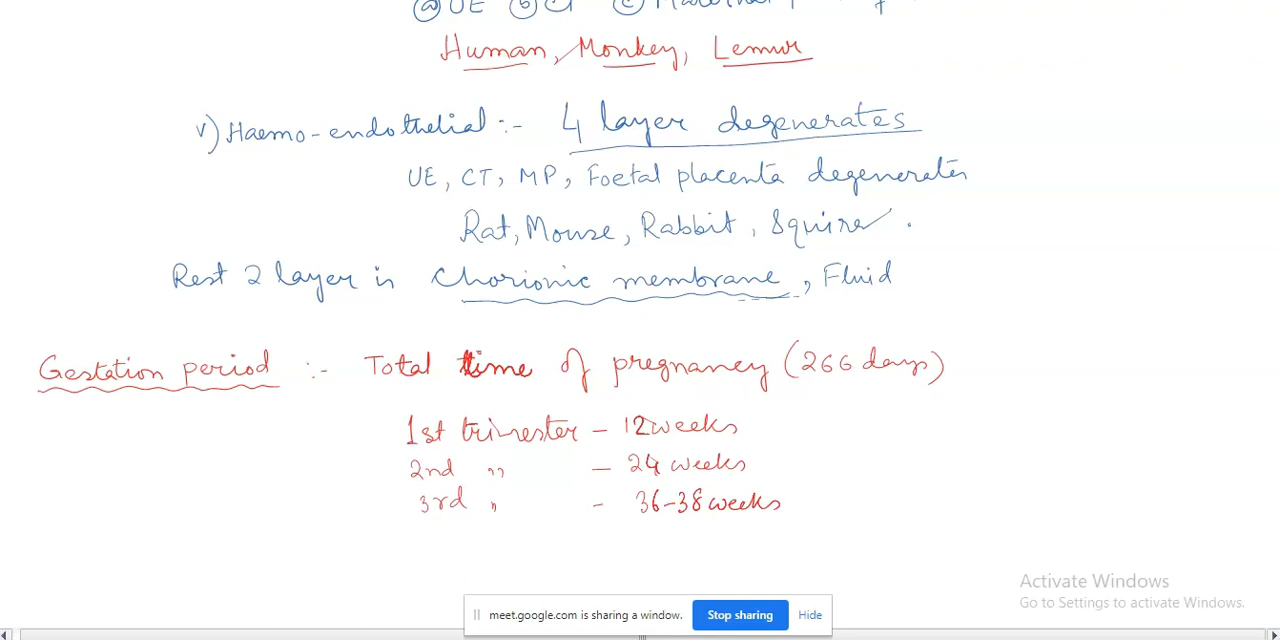 (a) UE (b) CT (c)
Human, Monkey, Lemur
v) Haemo-endothelial :- 4 layer degenerates
UE, CT, MP, Foetal placenta degenerates
Rat, Mouse, Rabbit, Squirrel.
Rest 2 layer is Chorionic membrane, Fluid
Gestation period :- Total time of pregnancy (266 days)
1st trimester - 12 weeks
2nd " - 24 weeks
3rd " - 36-38 weeks
Activate Windows
Go to Settings to activate Windows.
meet.google.com is sharing a window. Stop sharing Hide